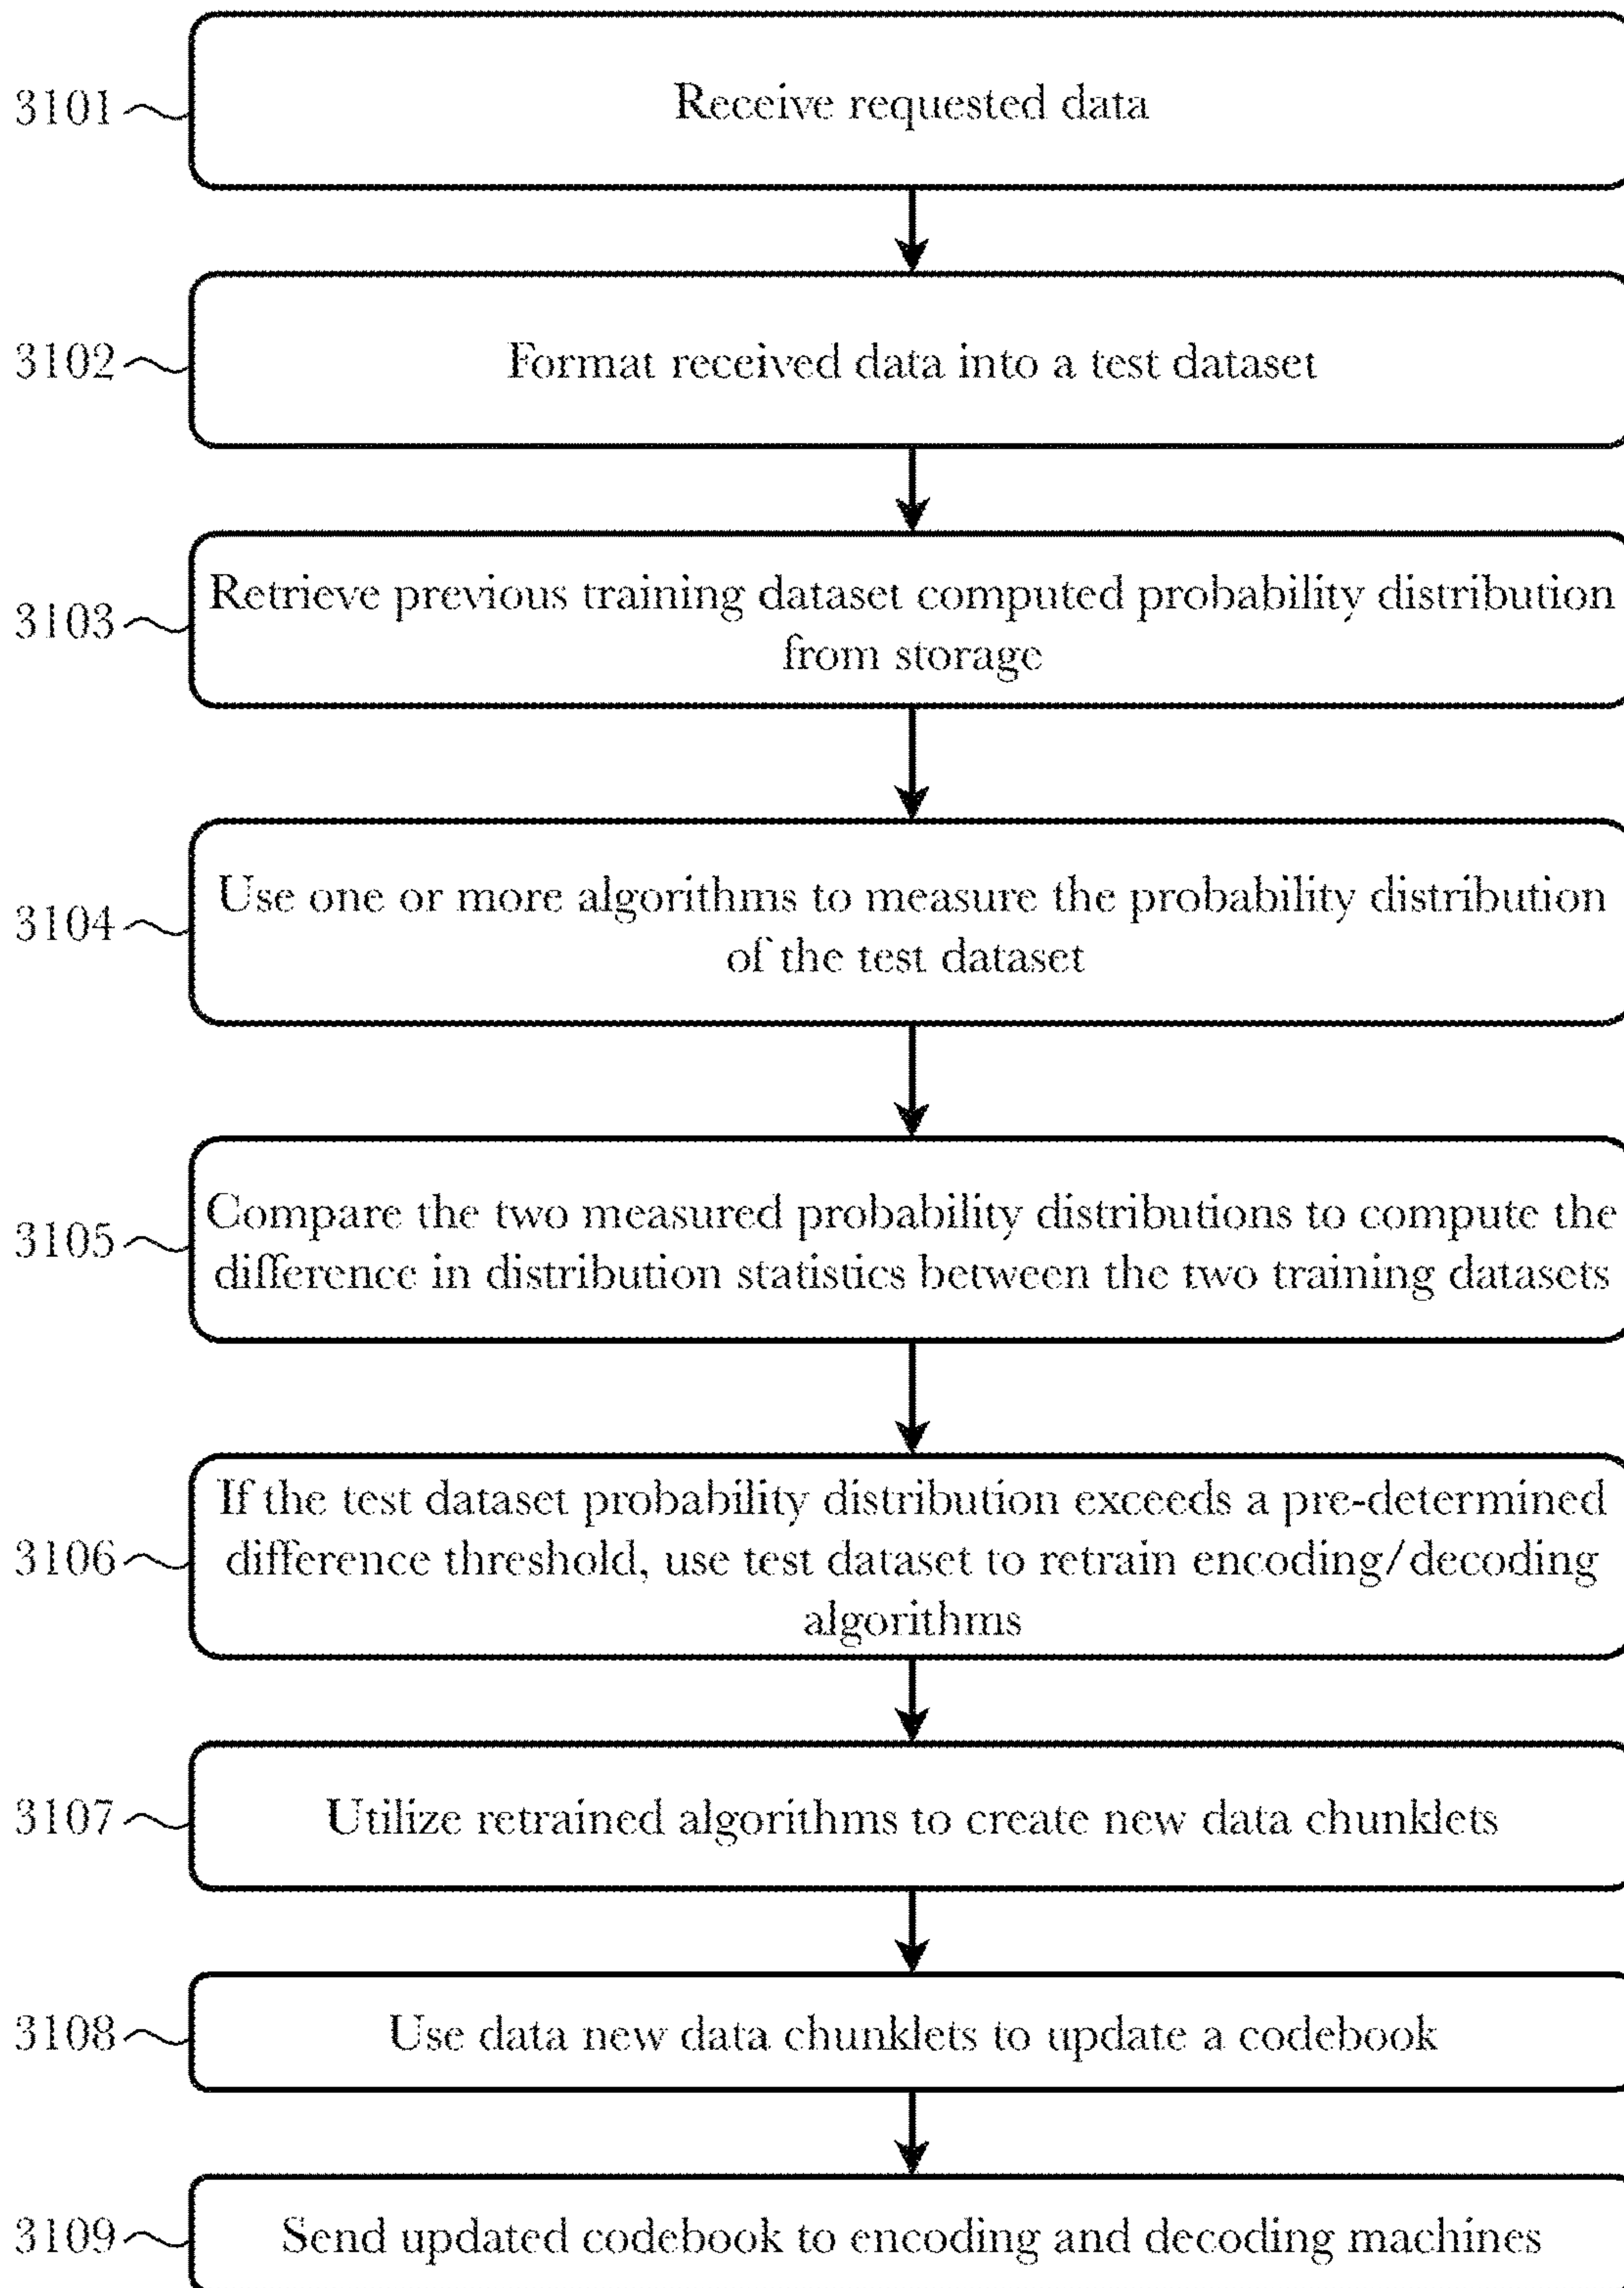 3101
Receive requested data
3102
Format received data into a test dataset
3103
Retrieve previous training dataset computed probability distribution
from storage
3104
Use one or more algorithms to measure the probability distribution
of the test dataset
3105
Compare the two measured probability distributions to compute the
difference in distribution statistics between the two training datasets
3106
If the test dataset probability distribution exceeds a pre-determined
difference threshold, use test dataset to retrain encoding/decoding
algorithms
3107
Utilize retrained algorithms to create new data chunklets
3108
Use data new data chunklets to update a codebook
3109
Send updated codebook to encoding and decoding machines